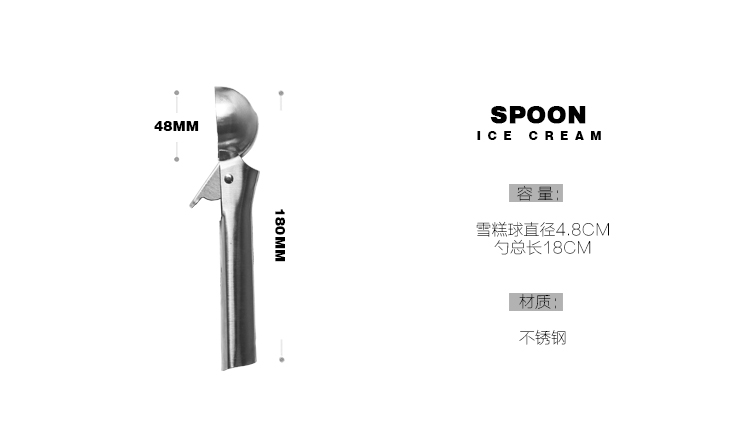 48MM
180MM
SPOON
ICE CREAM
容量：
雪糕球直径4.8CM
勺总长18CM
材质：
不锈钢